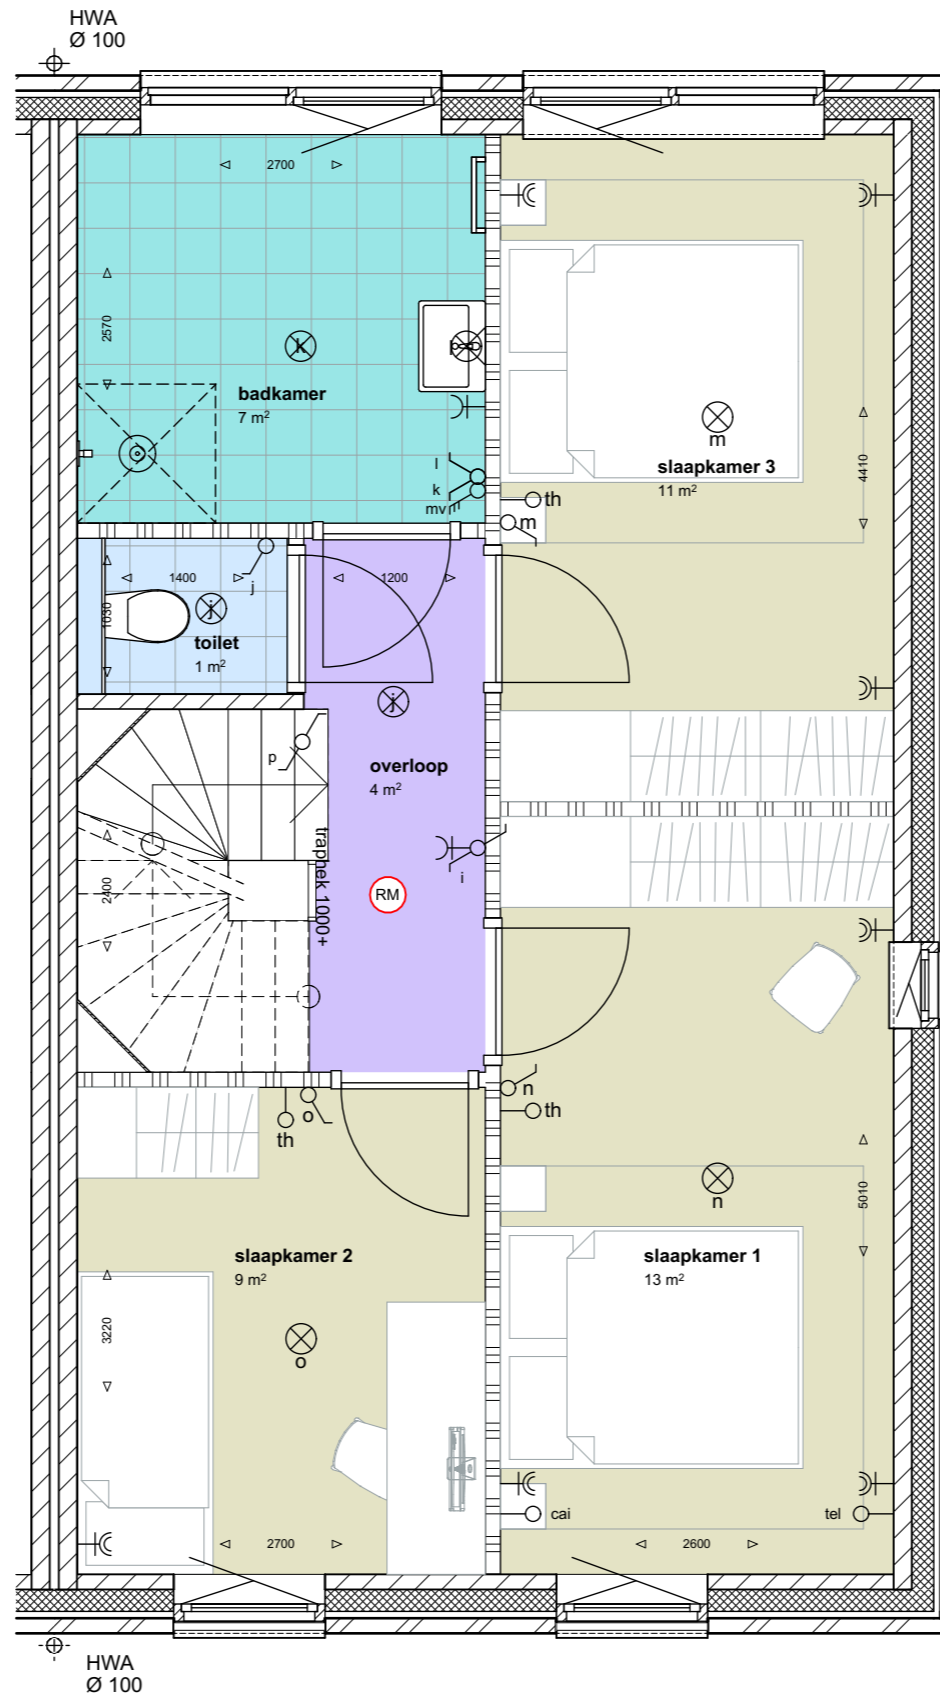 HWA
Ø 100
2700
2570
k
badkamer
7 m²
l
k
mv
m
slaapkamer 3
11 m²
4410
th
m
j
1400
1200
1030
j
toilet
1 m²
j
p
overloop
4 m²
traphek 1000+
i
2400
RM
n
th
o
th
n
5010
slaapkamer 2
9 m²
slaapkamer 1
13 m²
3220
o
cai
tel
2700
2600
HWA
Ø 100